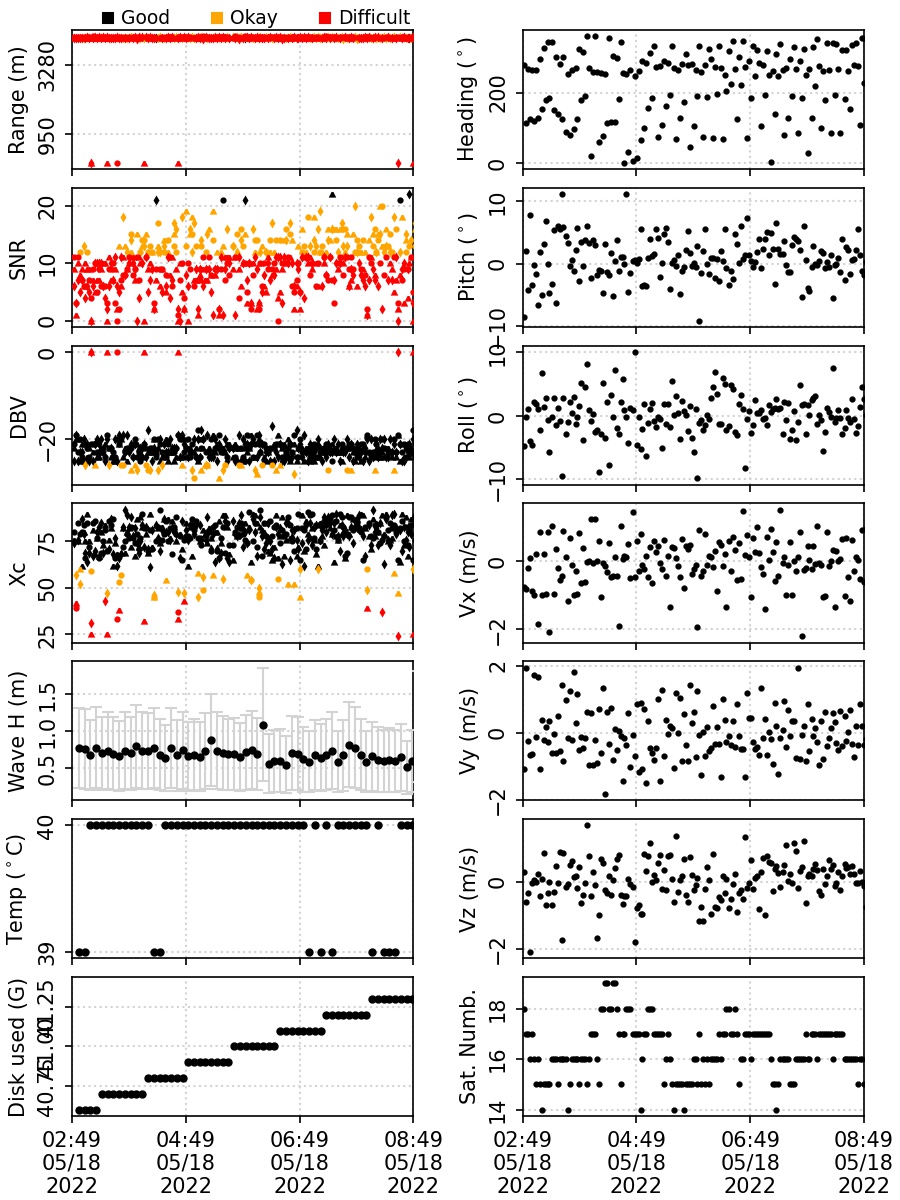 Good Okay Difficult
Range (m)
3280
950
Heading (°)
200
0
SNR
20
10
0
Pitch (°)
10
0
−10
DBV
0
−20
Roll (°)
10
0
−10
Xc
75
50
25
Vx (m/s)
0
−2
Wave H (m)
1.5
1.0
0.5
Vy (m/s)
2
0
−2
Temp (°C)
40
39
Vz (m/s)
0
−2
Disk used (G)
41.25
41.00
40.75
Sat. Numb.
18
16
14
02:49 04:49 06:49 08:49
05/18 05/18 05/18 05/18
2022 2022 2022 2022
02:49 04:49 06:49 08:49
05/18 05/18 05/18 05/18
2022 2022 2022 2022